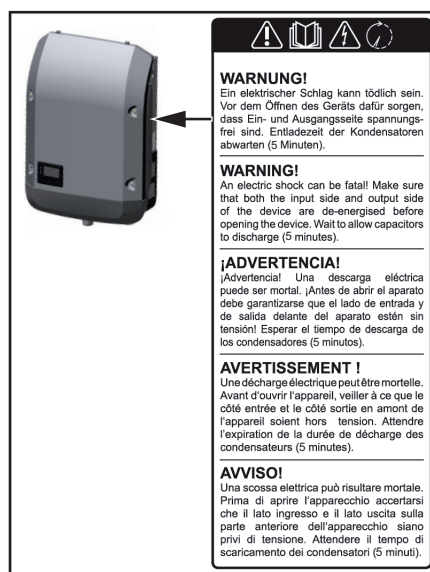 WARNUNG!
Ein elektrischer Schlag kann tödlich sein.
Vor dem Öffnen des Geräts dafür sorgen,
dass Ein- und Ausgangsseite spannungs-
frei sind. Entladezeit der Kondensatoren
abwarten (5 Minuten).
WARNING!
An electric shock can be fatal! Make sure
that both the input side and output side
of the device are de-energised before
opening the device. Wait to allow capacitors
to discharge (5 minutes).
¡ADVERTENCIA!
¡Advertencia! Una descarga eléctrica
puede ser mortal. ¡Antes de abrir el aparato
debe garantizarse que el lado de entrada y
de salida delante del aparato estén sin
tensión! Esperar el tiempo de descarga de
los condensadores (5 minutos).
AVERTISSEMENT !
Une décharge électrique peut être mortelle.
Avant d'ouvrir l'appareil, veiller à ce que le
côté entrée et le côté sortie en amont de
l'appareil soient hors tension. Attendre
l'expiration de la durée de décharge des
condensateurs (5 minutes).
AVVISO!
Una scossa elettrica può risultare mortale.
Prima di aprire l'apparecchio accertarsi
che il lato ingresso e il lato uscita sulla
parte anteriore dell'apparecchio siano
privi di tensione. Attendere il tempo di
scaricamento dei condensatori (5 minuti).